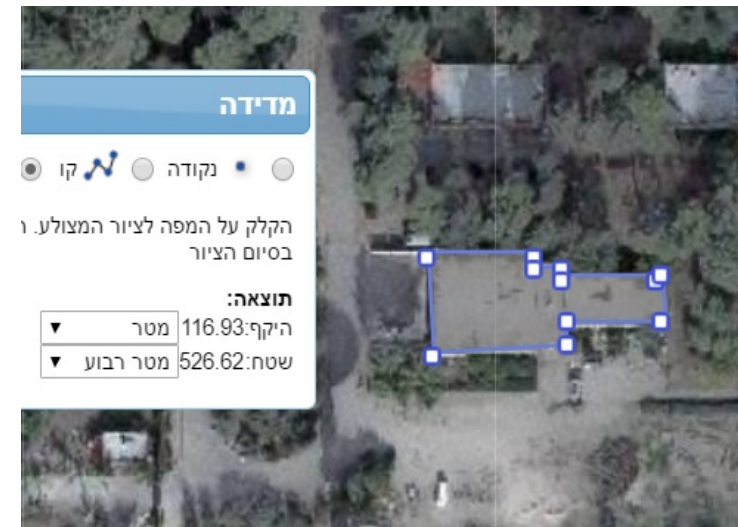 מדידה
נקודה קו
הקלק על המפה לציור המצולע.
בסיום הציור
תוצאה:
היקף:116.93 מטר
שטח:526.62 מטר רבוע